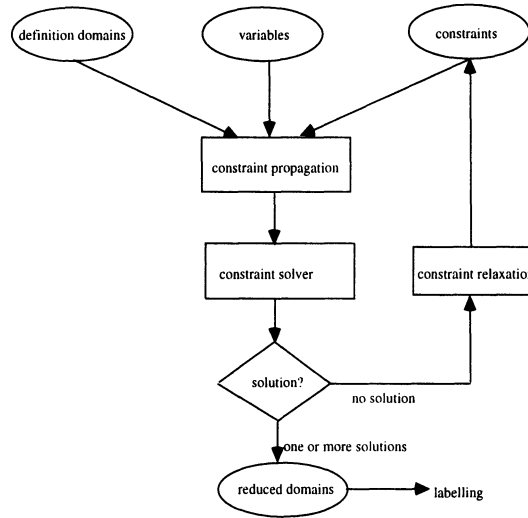 definition domains
variables
constraints
constraint propagation
constraint solver
constraint relaxation
solution?
no solution
one or more solutions
reduced domains
labelling